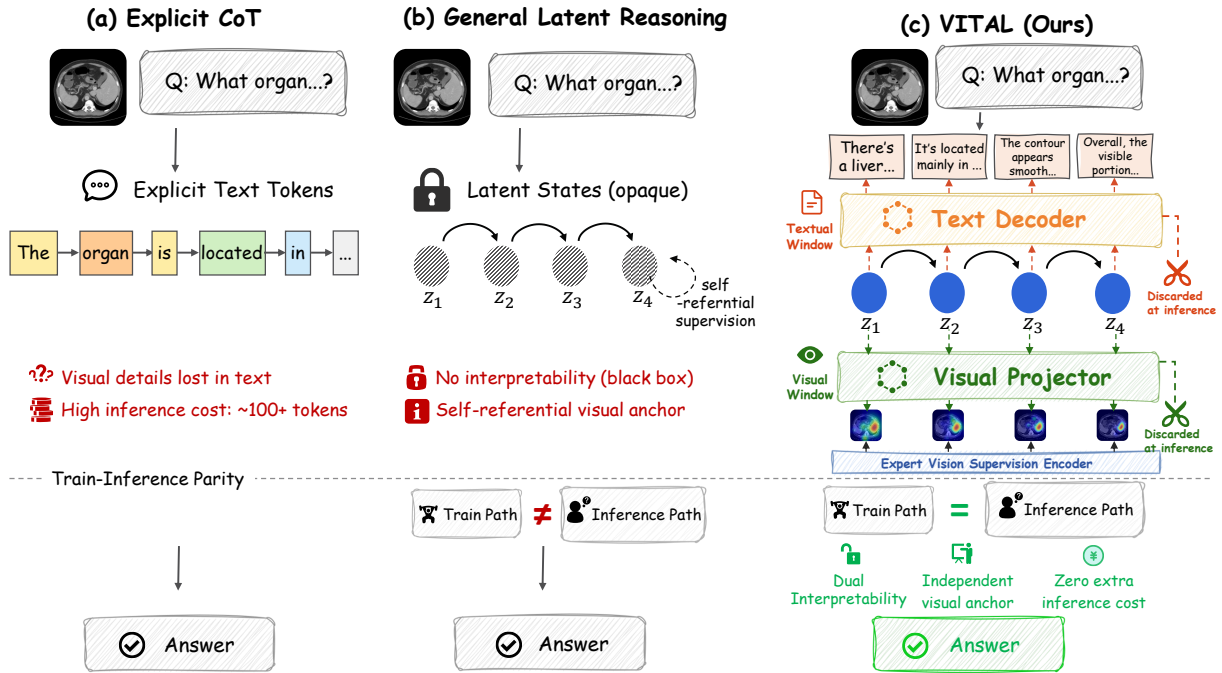 (a) Explicit CoT
Q: What organ...?
Explicit Text Tokens
The
organ
is
located
in
...
Visual details lost in text
High inference cost: ~100+ tokens
Train-Inference Parity
Answer
(b) General Latent Reasoning
Q: What organ...?
Latent States (opaque)
z1
z2
z3
z4
self
-referntial
supervision
No interpretability (black box)
Self-referential visual anchor
Train Path
≠
Inference Path
Answer
(c) VITAL (Ours)
Q: What organ...?
There's
a liver...
It's located
mainly in ...
The contour
appears
smooth...
Overall, the
visible
portion...
Textual
Window
Text Decoder
Discarded
at inference
z1
z2
z3
z4
Visual
Window
Visual Projector
Discarded
at inference
Expert Vision Supervision Encoder
Train Path
=
Inference Path
Dual
Interpretability
Independent
visual anchor
¥
Zero extra
inference cost
Answer